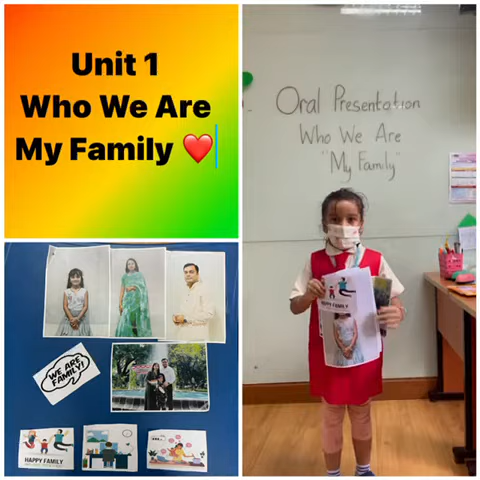 Unit 1
Who We Are
My Family ❤️
Oral Presentation
Who We Are
"My Family"
WE ARE
FAMILY!
HAPPY FAMILY
HAPPY FAMILY